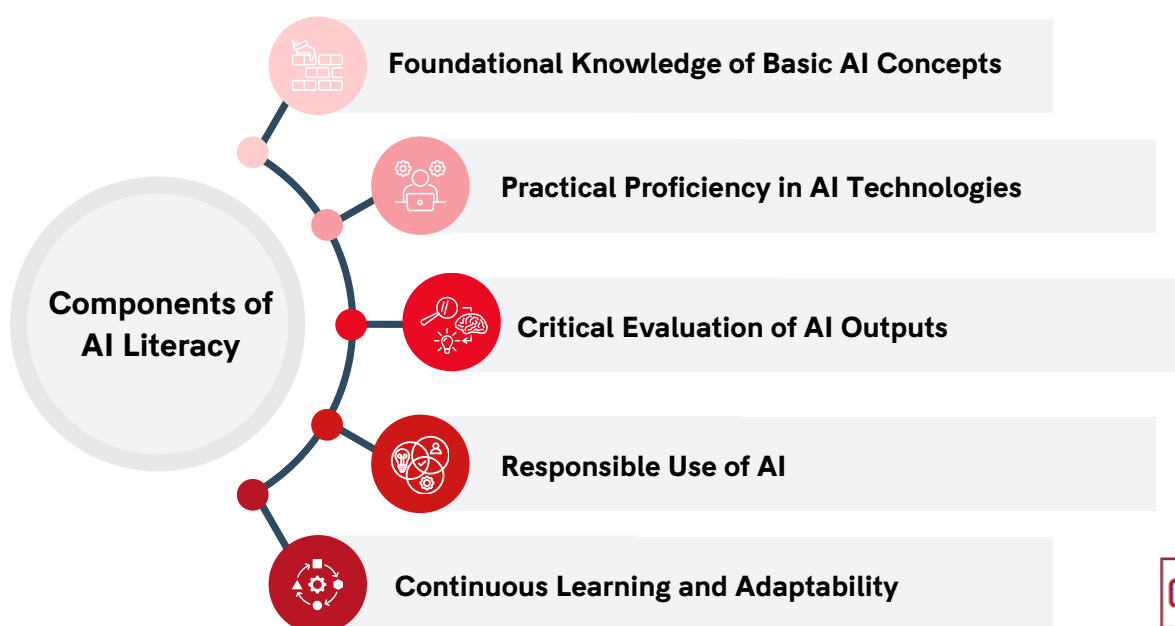 Foundational Knowledge of Basic AI Concepts
Practical Proficiency in AI Technologies
Components of
AI Literacy
Critical Evaluation of AI Outputs
Responsible Use of AI
Continuous Learning and Adaptability